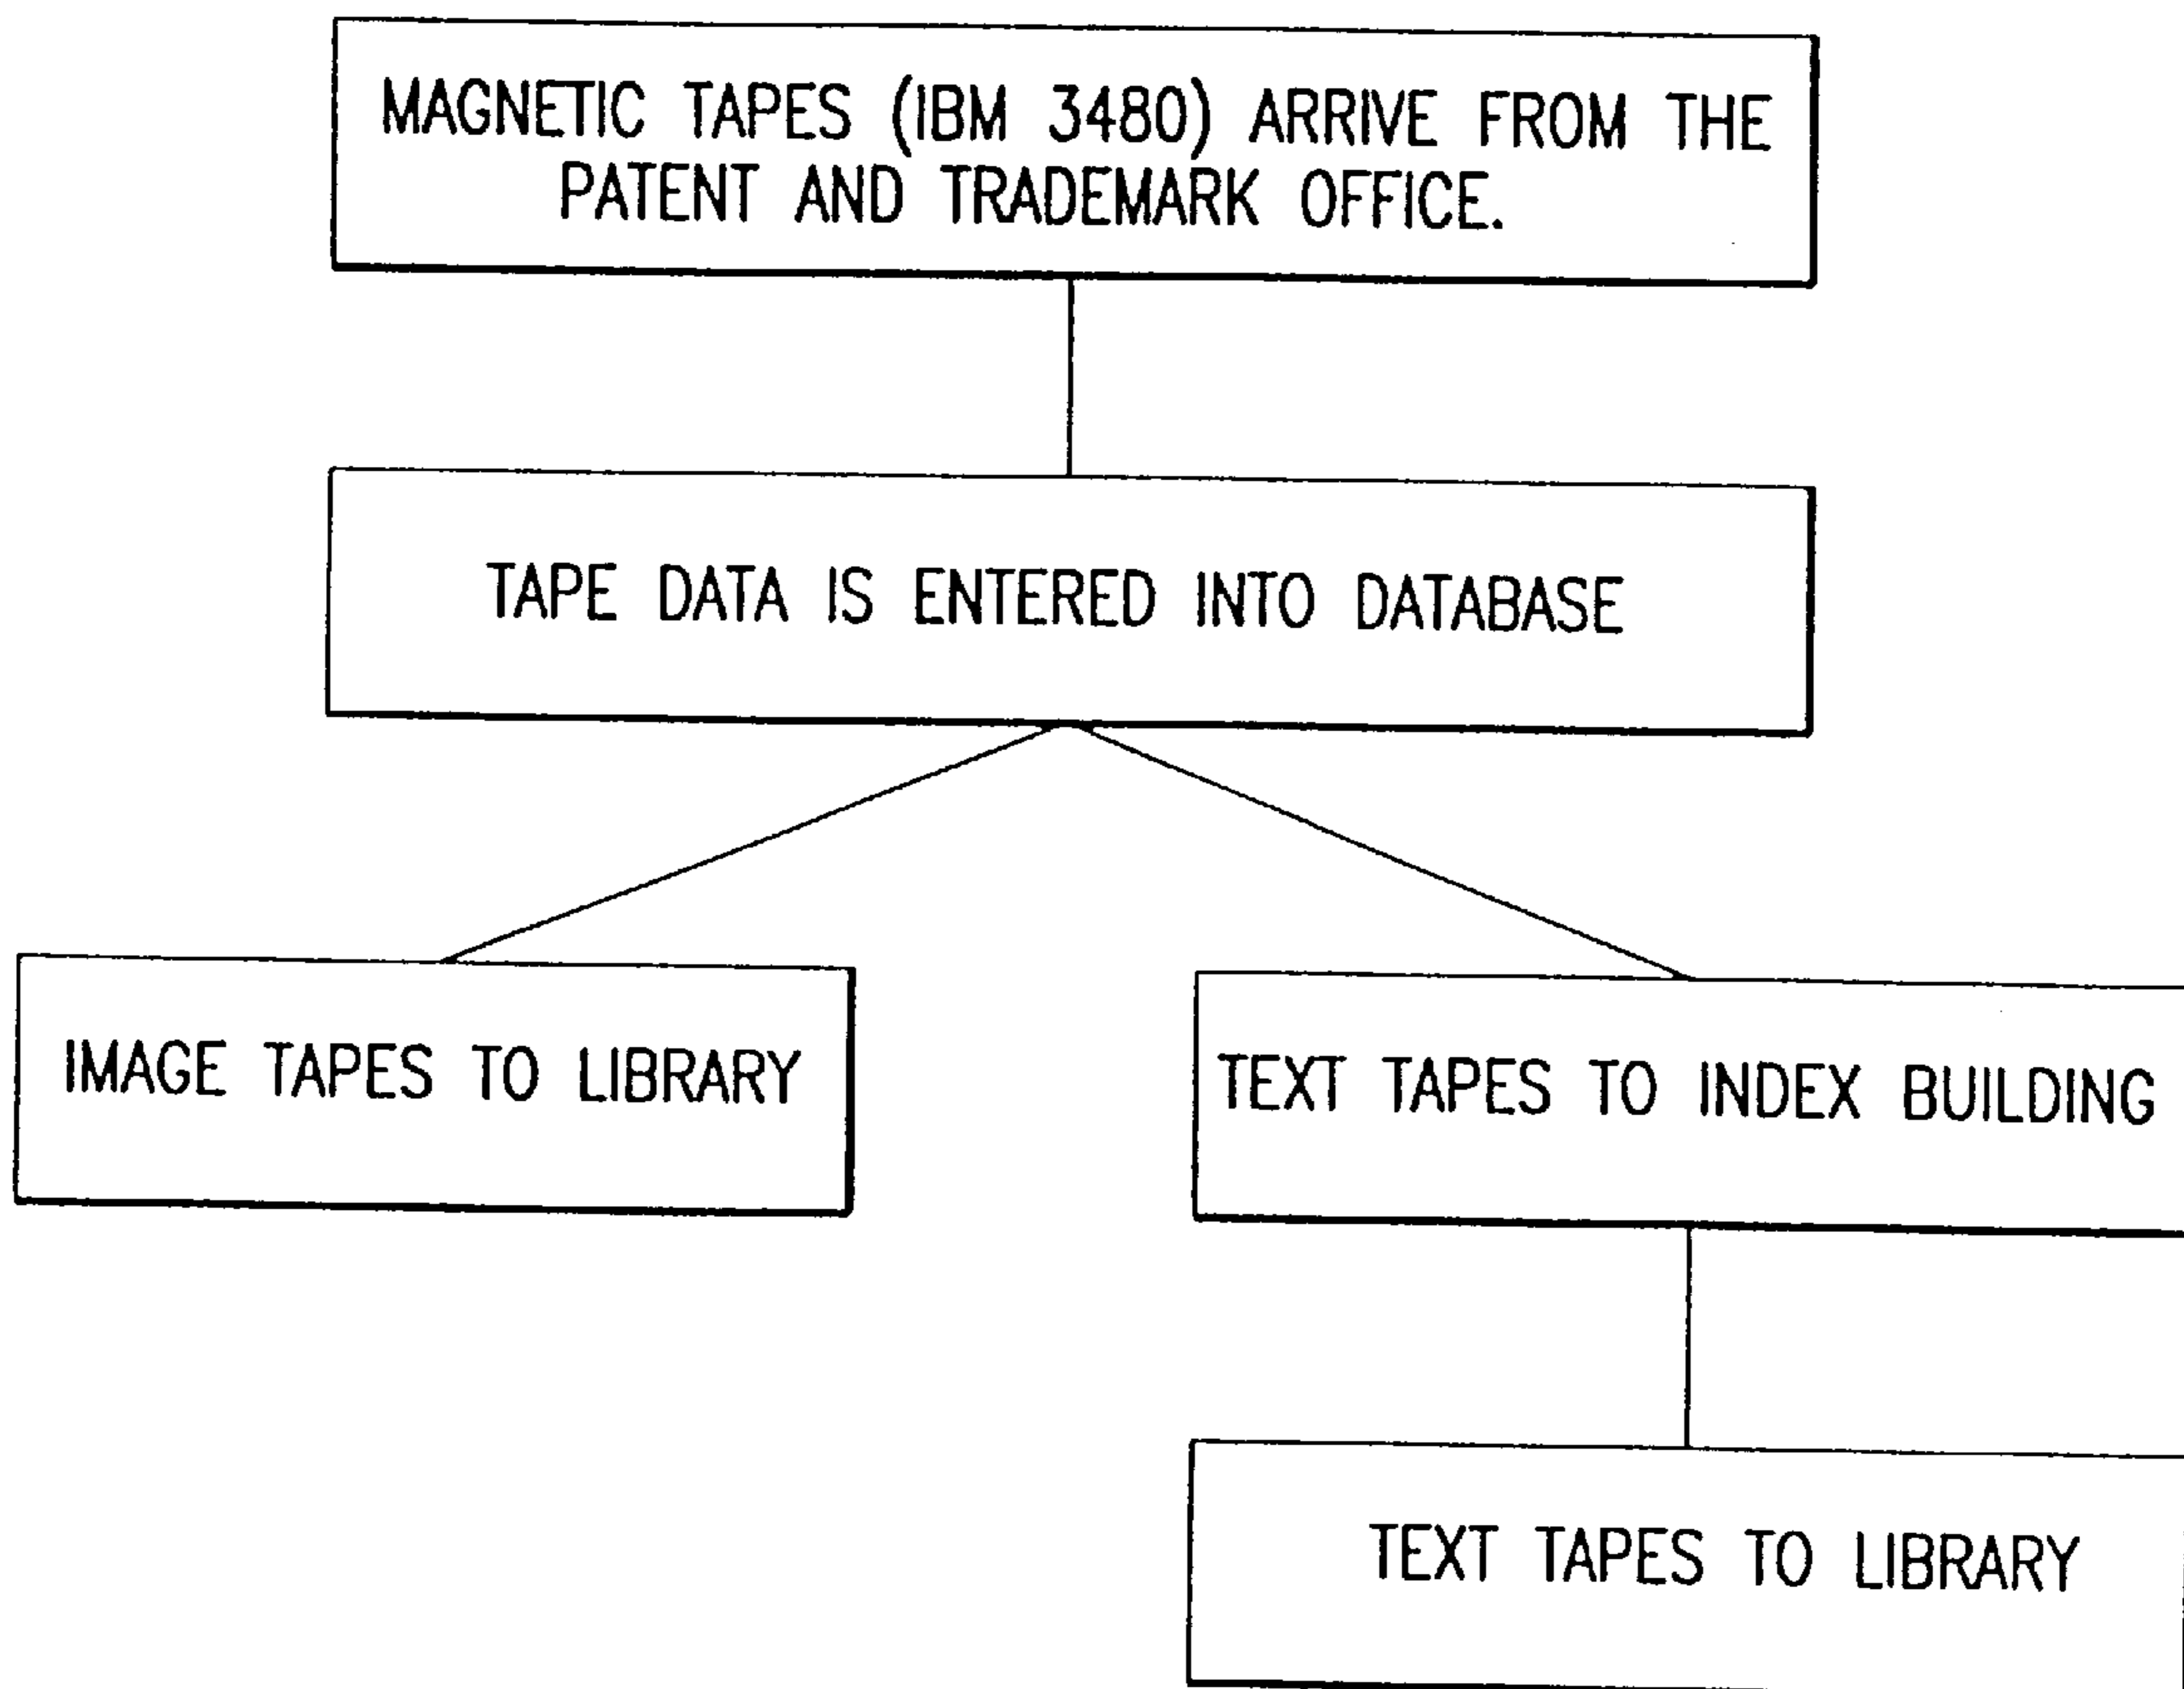 MAGNETIC TAPES (IBM 3480) ARRIVE FROM THE
PATENT AND TRADEMARK OFFICE.
TAPE DATA IS ENTERED INTO DATABASE
IMAGE TAPES TO LIBRARY
TEXT TAPES TO INDEX BUILDING
TEXT TAPES TO LIBRARY